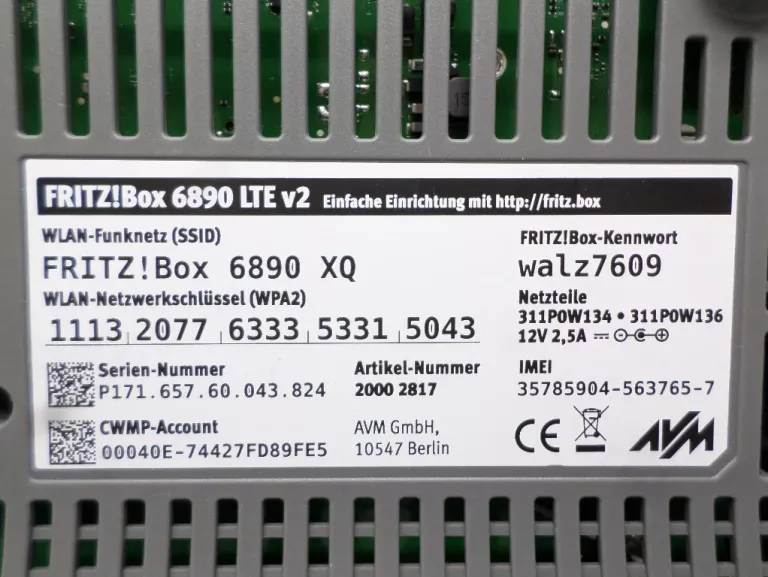 FRITZ!Box 6890 LTE v2 Einfache Einrichtung mit http://fritz.box
WLAN-Funknetz (SSID)
FRITZ!Box 6890 XQ
WLAN-Netzwerkschlüssel (WPA2)
1113 2077 6333 5331 5043
FRITZ!Box-Kennwort
walz7609
Netzteile
311P0W134 • 311P0W136
12V 2,5A
Serien-Nummer
P171.657.60.043.824
Artikel-Nummer
2000 2817
IMEI
35785904-563765-7
CWMP-Account
00040E-74427FD89FE5
AVM GmbH,
10547 Berlin
CE
AVM
15